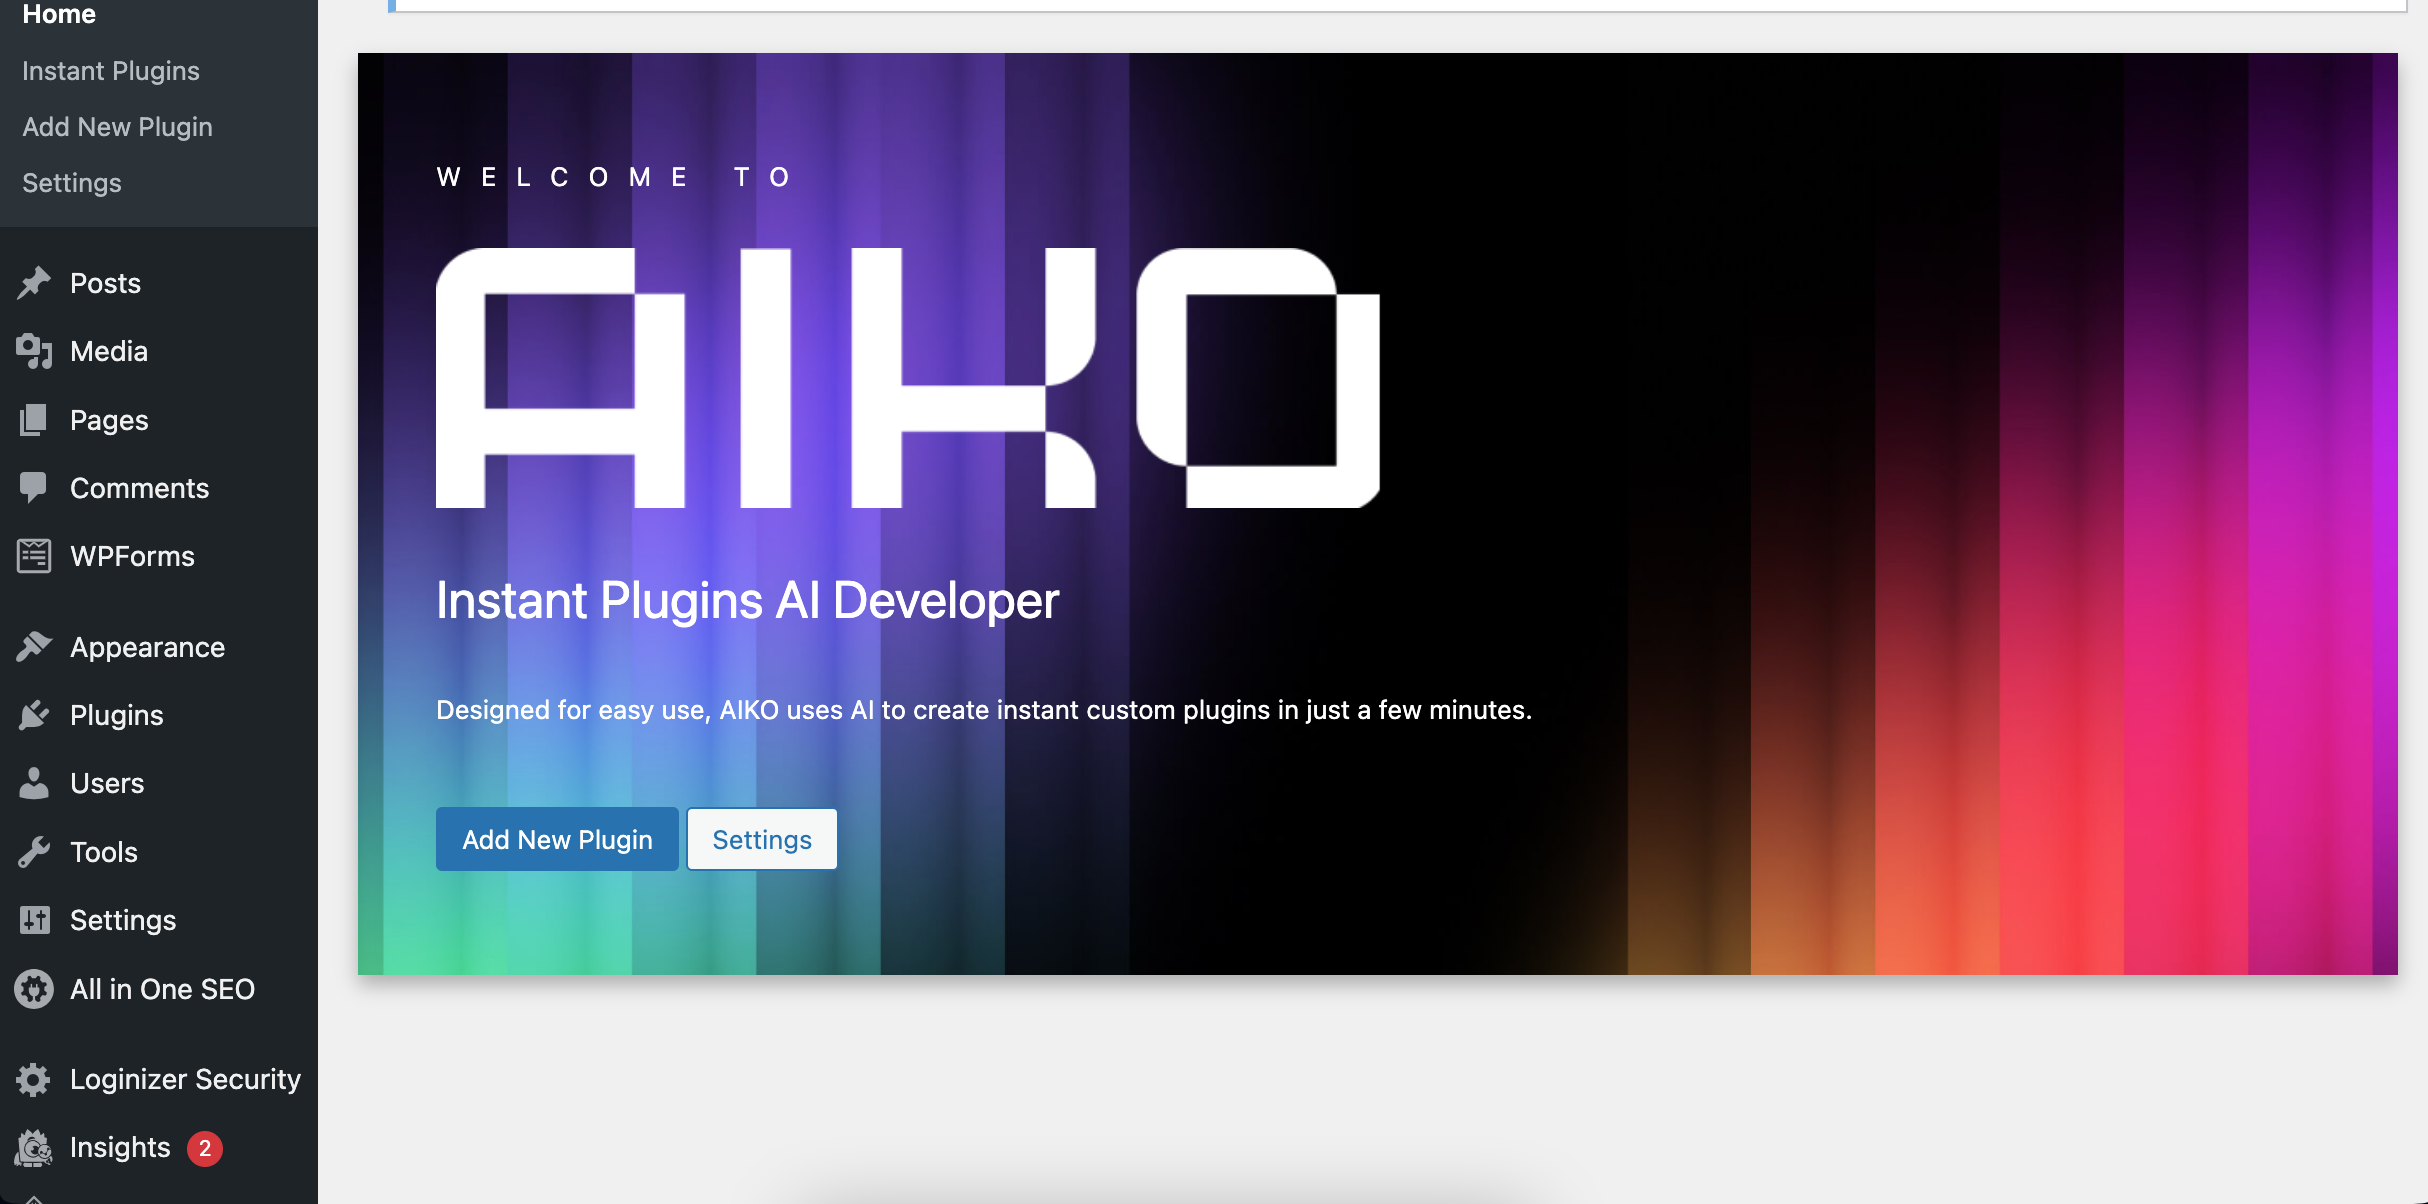 Home
Instant Plugins
Add New Plugin
Settings
Posts
Media
Pages
Comments
WPForms
Appearance
Plugins
Users
Tools
Settings
All in One SEO
Loginizer Security
Insights 2
WELCOME TO
AIKO
Instant Plugins AI Developer
Designed for easy use, AIKO uses AI to create instant custom plugins in just a few minutes.
Add New Plugin Settings